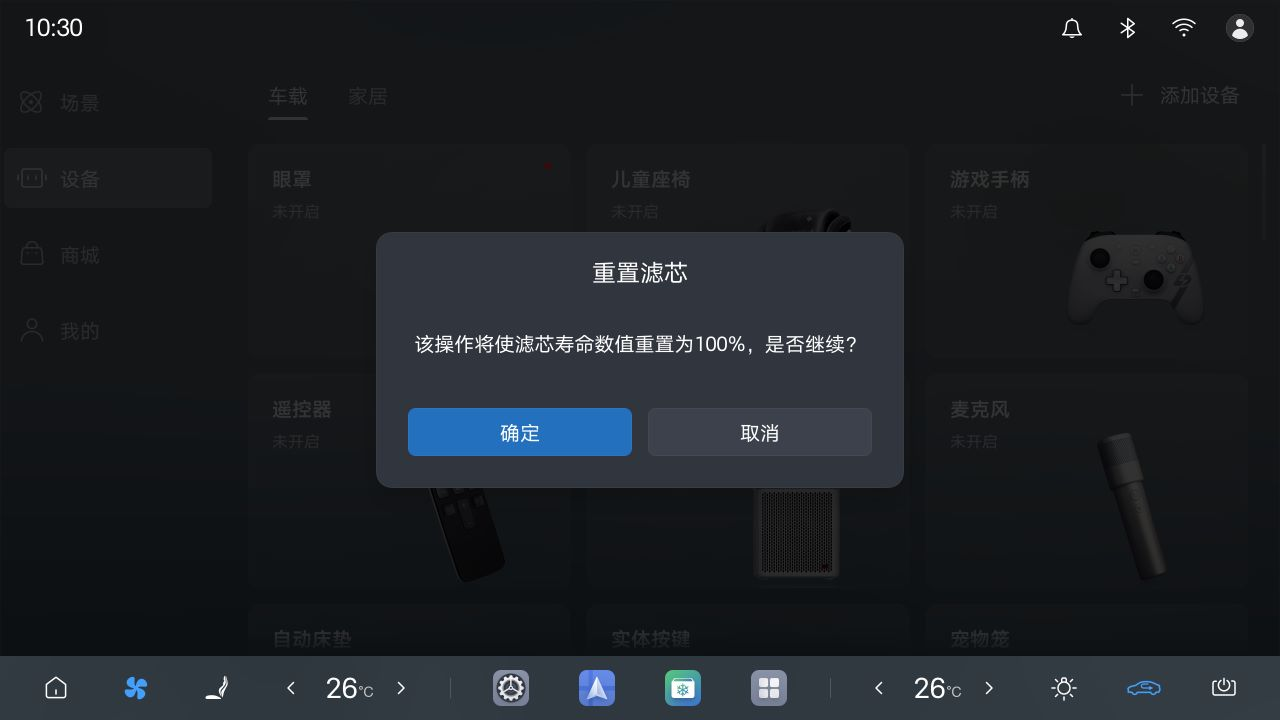 10:30
场景
车载
家居
添加设备
设备
眼罩
儿童座椅
游戏手柄
未开启
未开启
未开启
商城
重置滤芯
我的
该操作将使滤芯寿命数值重置为100%，是否继续?
遥控器
麦克风
未开启
未开启
确定
取消
自动床垫
实体按键
宠物笼
26℃
26℃